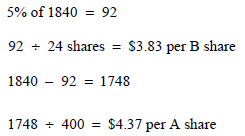 5% of 1840 = 92
92 ÷ 24 shares = $3.83 per B share
1840 – 92 = 1748
1748 ÷ 400 = $4.37 per A share